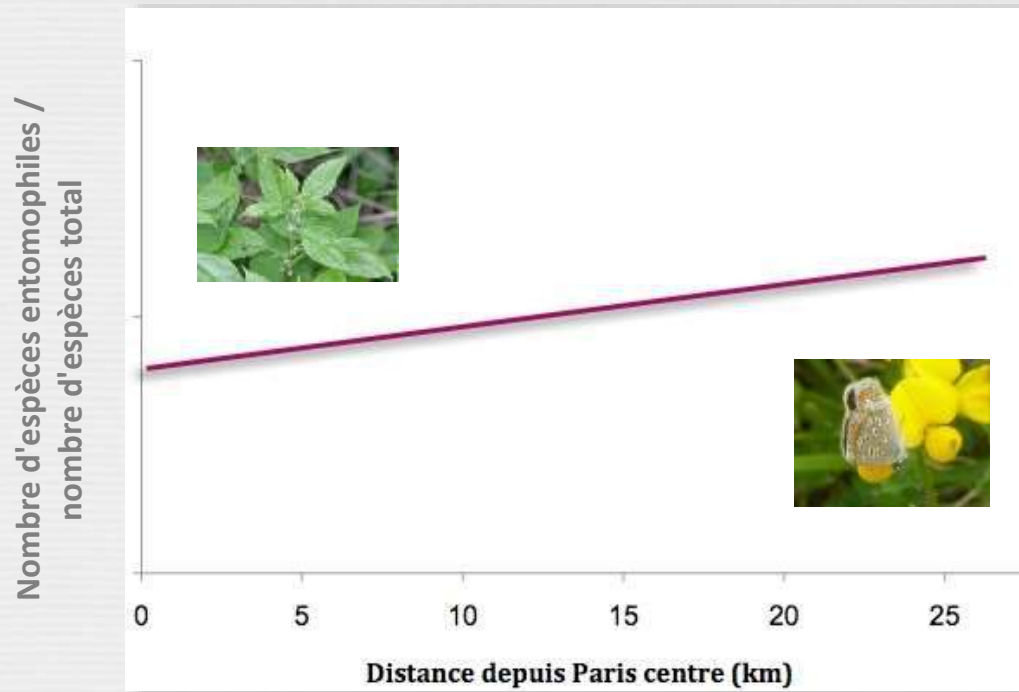 Nombre d'espèces entomophiles /
nombre d'espèces total
0 5 10 15 20 25
Distance depuis Paris centre (km)